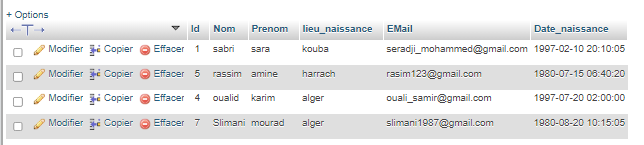 + Options
←T→ Id Nom Prenom lieu_naissance EMail Date_naissance
Modifier Copier Effacer 1 sabri sara kouba seradji_mohammed@gmail.com 1997-02-10 20:10:05
Modifier Copier Effacer 5 rassim amine harrach rasim123@gmail.com 1980-07-15 06:40:20
Modifier Copier Effacer 4 oualid karim alger ouali_samir@gmail.com 1997-07-20 02:00:00
Modifier Copier Effacer 7 Slimani mourad alger slimani1987@gmail.com 1980-08-20 10:15:05